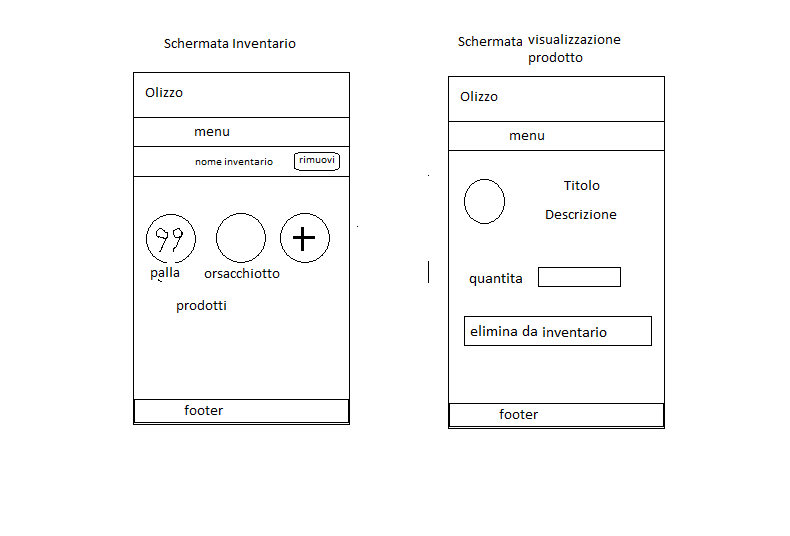 Schermata Inventario
Olizzo
menu
nome inventario
rimuovi
99
palla
orsacchiotto
prodotti
footer
Schermata visualizzazione
prodotto
Olizzo
menu
Titolo
Descrizione
quantita
elimina da inventario
footer